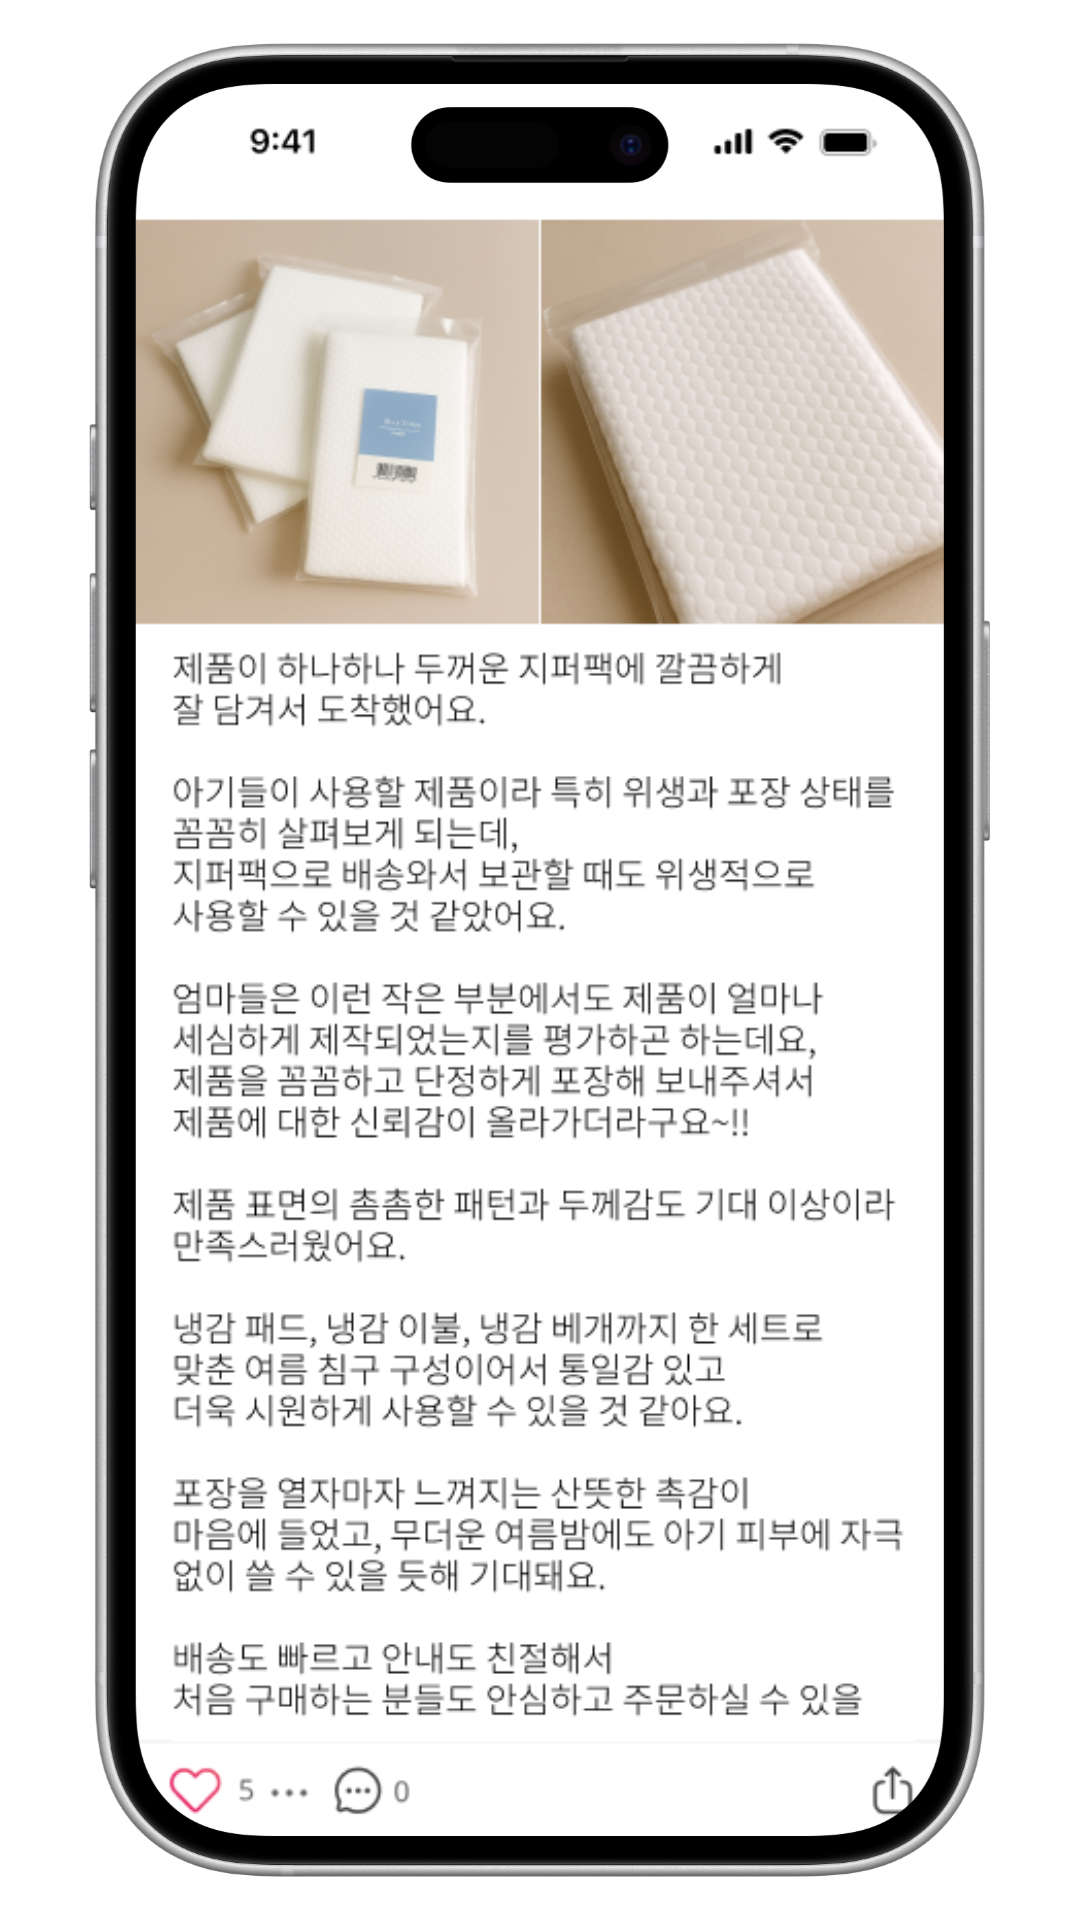 9:41
제품이 하나하나 두꺼운 지퍼팩에 깔끔하게
잘 담겨서 도착했어요.
아기들이 사용할 제품이라 특히 위생과 포장 상태를
꼼꼼히 살펴보게 되는데,
지퍼팩으로 배송와서 보관할 때도 위생적으로
사용할 수 있을 것 같았어요.
엄마들은 이런 작은 부분에서도 제품이 얼마나
세심하게 제작되었는지를 평가하곤 하는데요,
제품을 꼼꼼하고 단정하게 포장해 보내주셔서
제품에 대한 신뢰감이 올라가더라구요~!!
제품 표면의 촘촘한 패턴과 두께감도 기대 이상이라
만족스러웠어요.
냉감 패드, 냉감 이불, 냉감 베개까지 한 세트로
맞춘 여름 침구 구성이어서 통일감 있고
더욱 시원하게 사용할 수 있을 것 같아요.
포장을 열자마자 느껴지는 산뜻한 촉감이
마음에 들었고, 무더운 여름밤에도 아기 피부에 자극
없이 쓸 수 있을 듯해 기대돼요.
배송도 빠르고 안내도 친절해서
처음 구매하는 분들도 안심하고 주문하실 수 있을
5 0